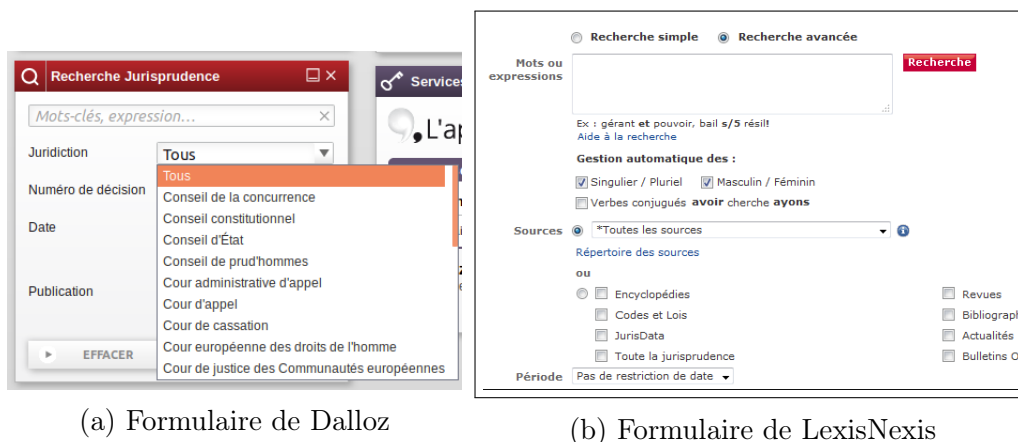 Recherche Jurisprudence
Services
Mots-clés, expression...
L'ap
Juridiction
Tous
Tous
Numéro de décision
Conseil de la concurrence
Conseil constitutionnel
Date
Conseil d'État
Conseil de prud'hommes
Cour administrative d'appel
Publication
Cour d'appel
Cour de cassation
EFFACER
Cour européenne des droits de l'homme
Cour de justice des Communautés européennes
(a) Formulaire de Dalloz
Recherche simple Recherche avancée
Mots ou
expressions
Recherche
Ex : gérant et pouvoir, bail s/5 résil!
Aide à la recherche
Gestion automatique des :
Singulier / Pluriel Masculin / Féminin
Verbes conjugués avoir cherche ayons
Sources *Toutes les sources
Répertoire des sources
ou
Encyclopédies Revues
Codes et Lois Bibliograph
JurisData Actualités
Toute la jurisprudence Bulletins O
Période Pas de restriction de date
(b) Formulaire de LexisNexis